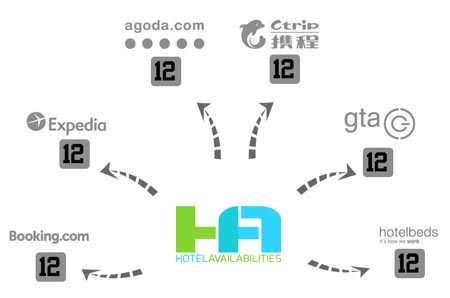 agoda.com
12
Ctrip
携程
12
Expedia
12
gta
12
Booking.com
12
HOTELAVAILABILITIES
hotelbeds
it's how we work
12